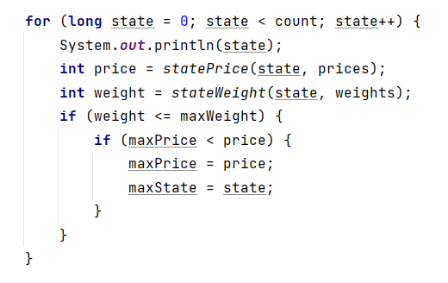 for (long state = 0; state < count; state++) {
    System.out.println(state);
    int price = statePrice(state, prices);
    int weight = stateWeight(state, weights);
    if (weight <= maxWeight) {
        if (maxPrice < price) {
            maxPrice = price;
            maxState = state;
        }
    }
}